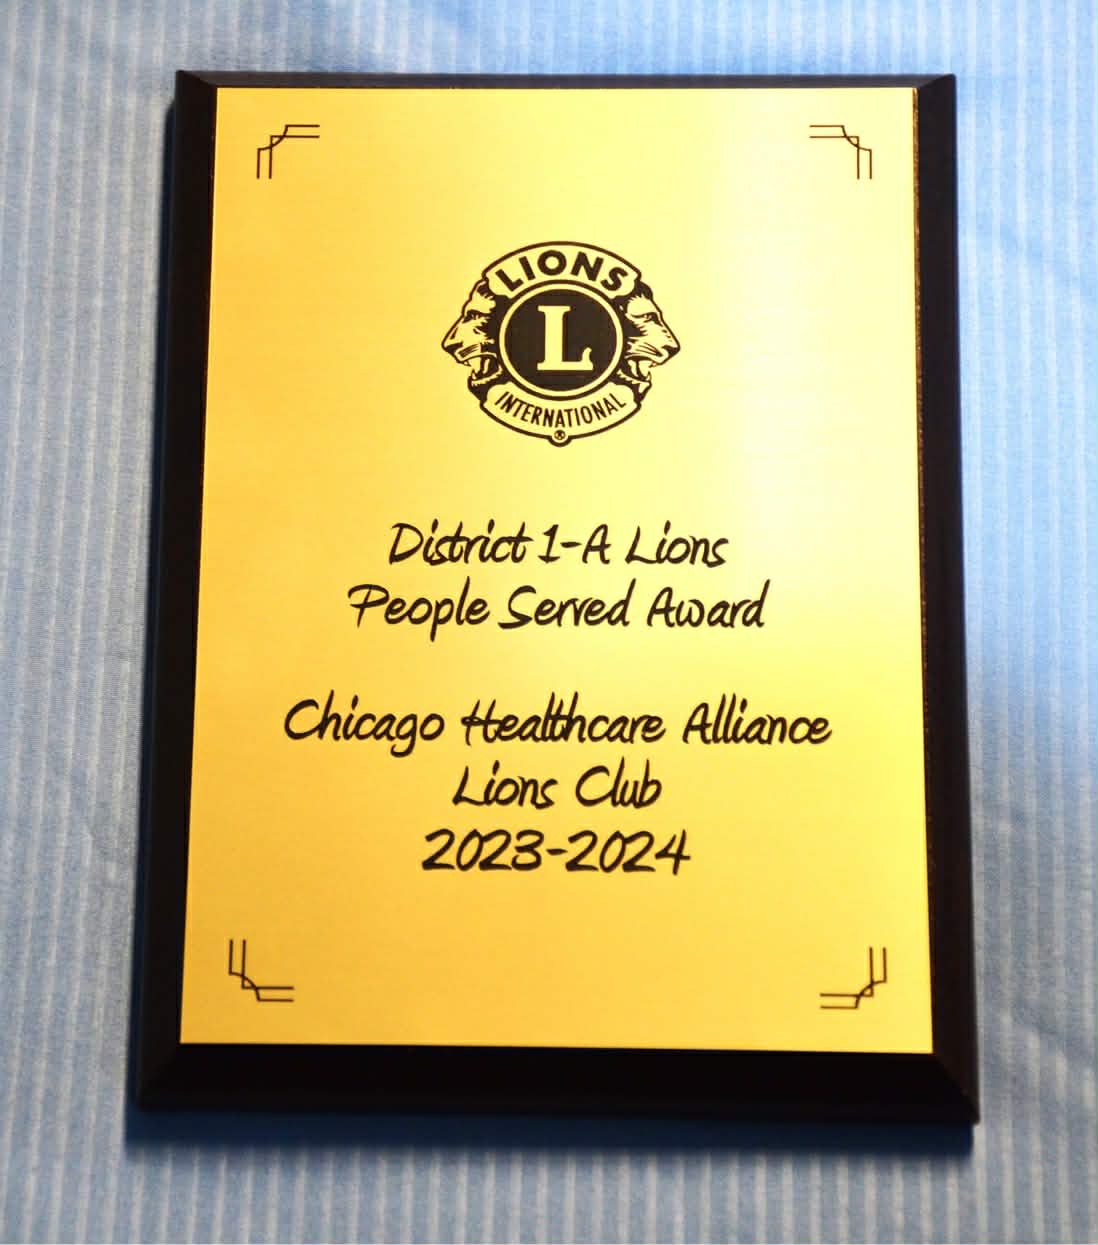 LIONS
L
INTERNATIONAL
®
District 1-A Lions
People Served Award
Chicago Healthcare Alliance
Lions Club
2023-2024